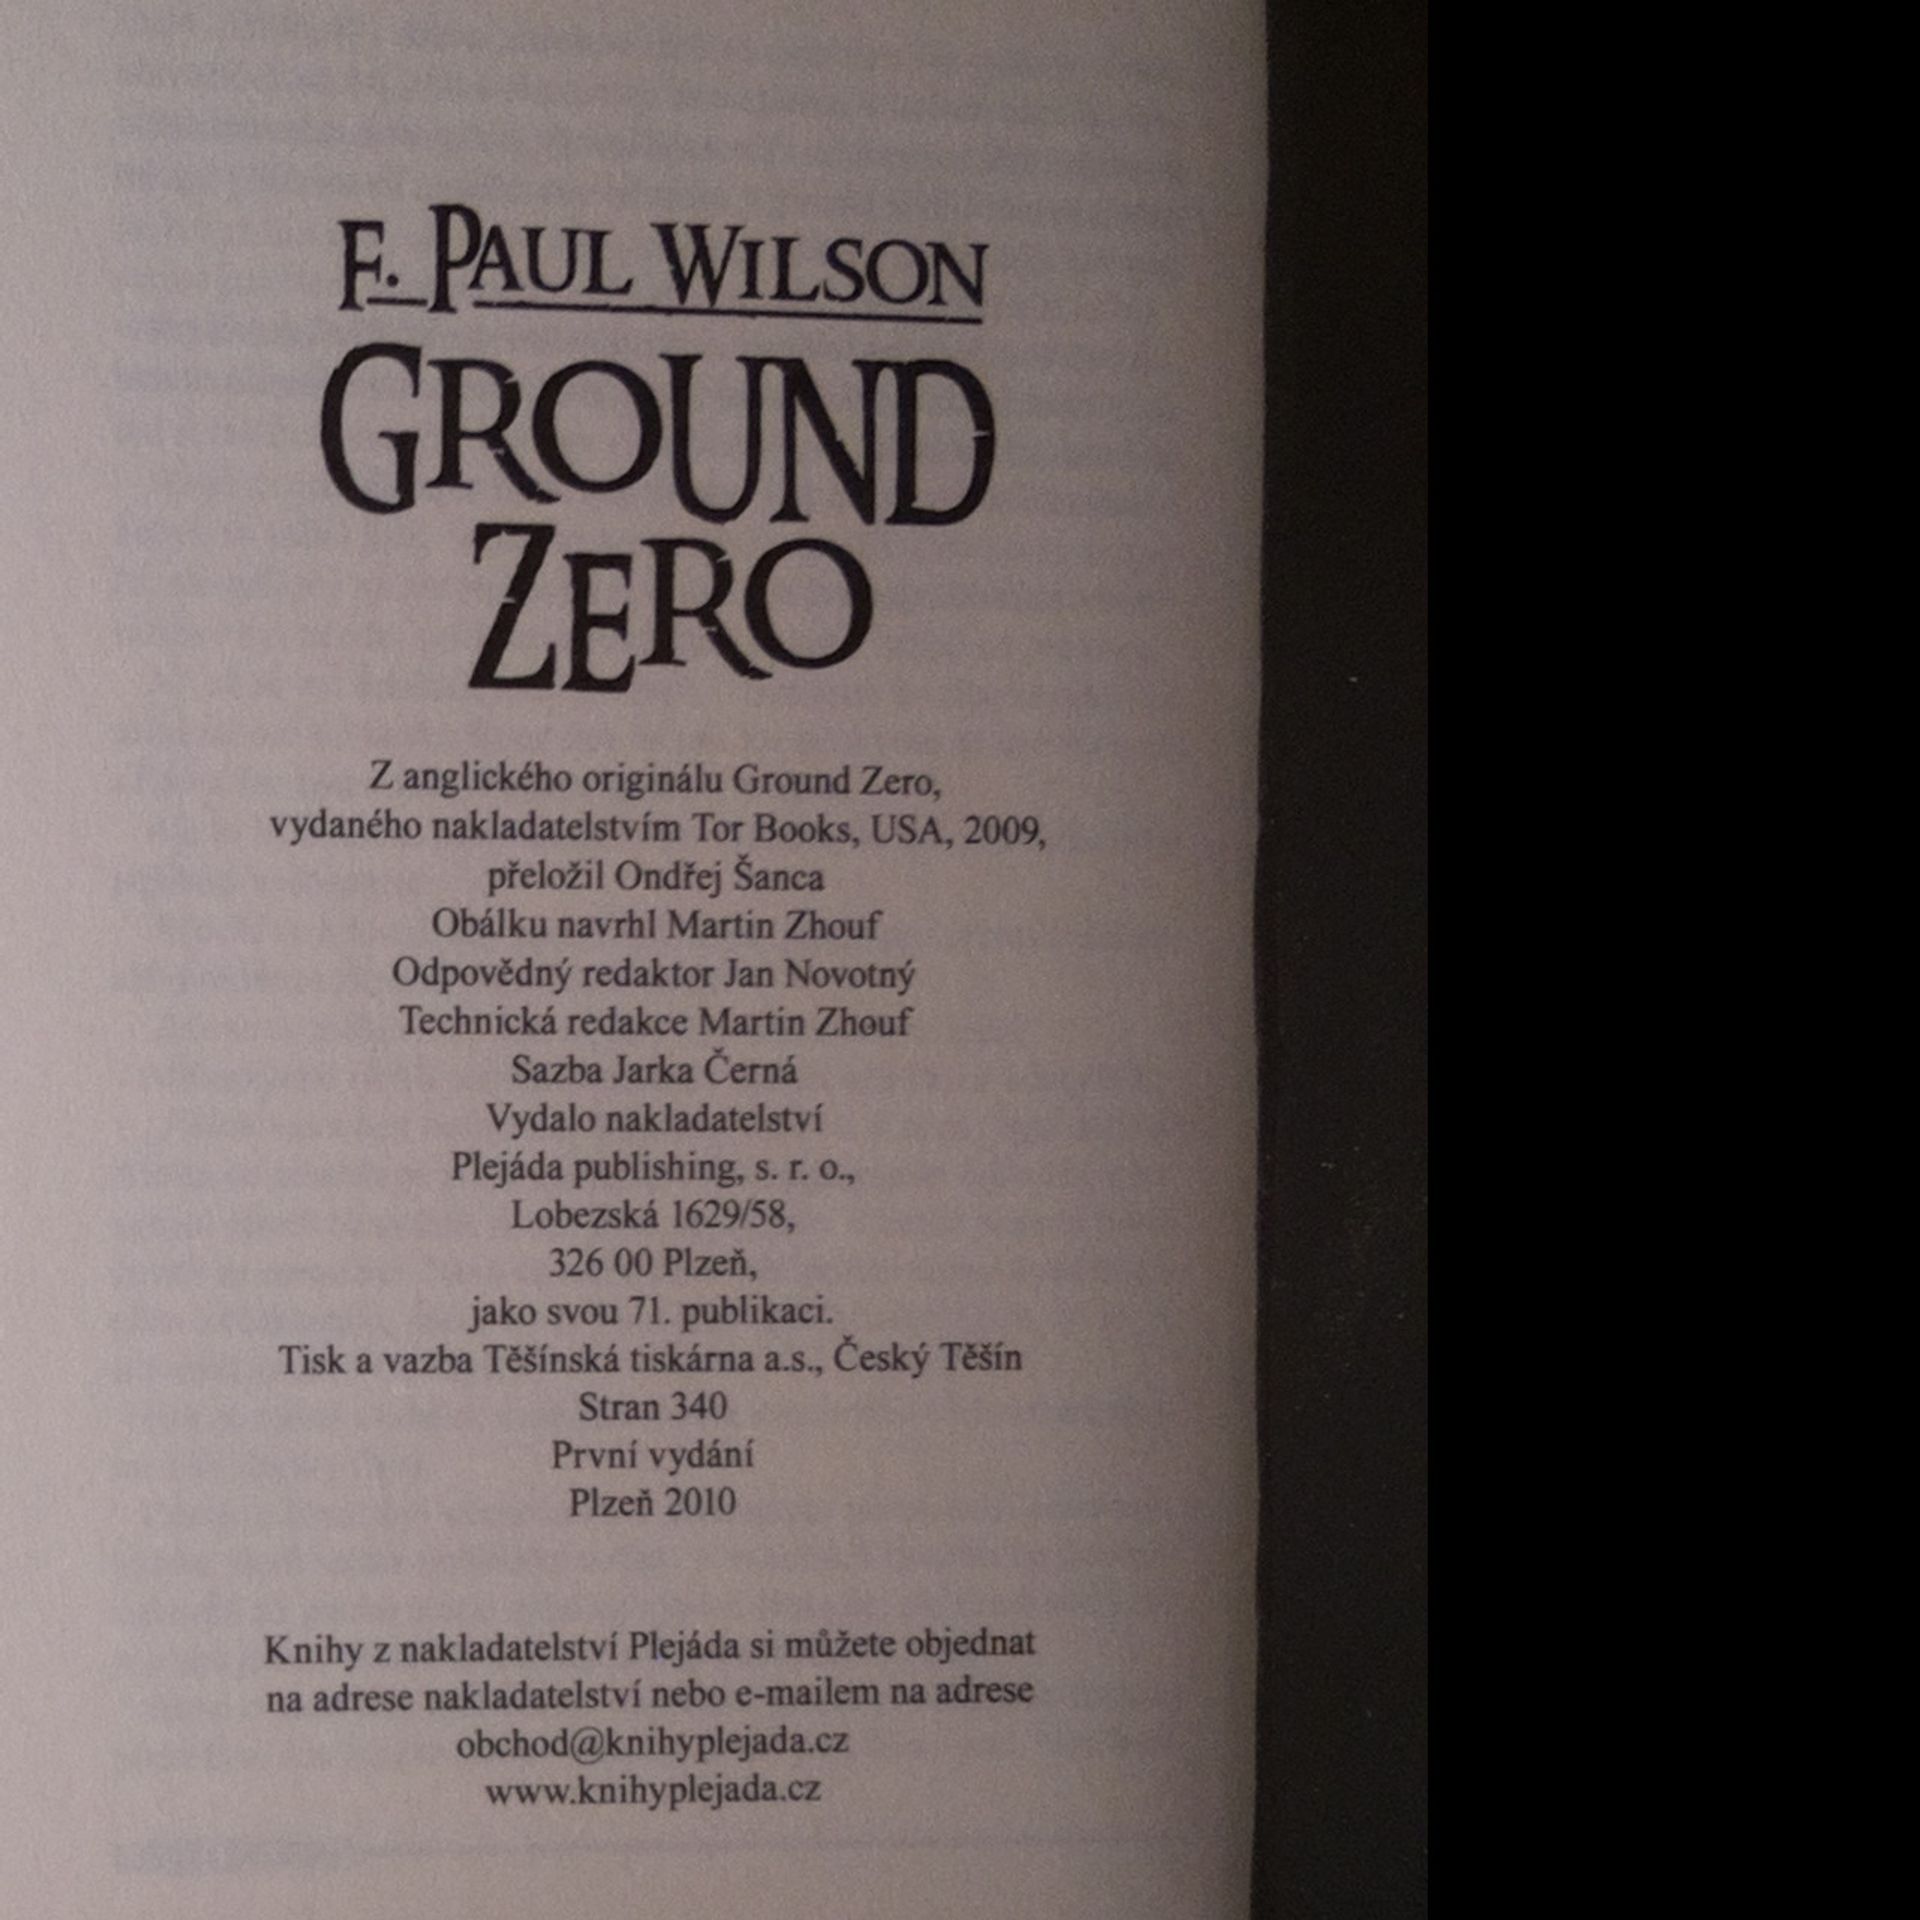 F. PAUL WILSON
GROUND
ZERO
Z anglického originálu Ground Zero,
vydaného nakladatelstvím Tor Books, USA, 2009,
přeložil Ondřej Šanca
Obálku navrhl Martin Zhouf
Odpovědný redaktor Jan Novotný
Technická redakce Martin Zhouf
Sazba Jarka Černá
Vydalo nakladatelství
Plejáda publishing, s. r. o.,
Lobezská 1629/58,
326 00 Plzeň,
jako svou 71. publikaci.
Tisk a vazba Těšínská tiskárna a.s., Český Těšín
Stran 340
První vydání
Plzeň 2010
Knihy z nakladatelství Plejáda si můžete objednat
na adrese nakladatelství nebo e-mailem na adrese
obchod@knihyplejada.cz
www.knihyplejada.cz